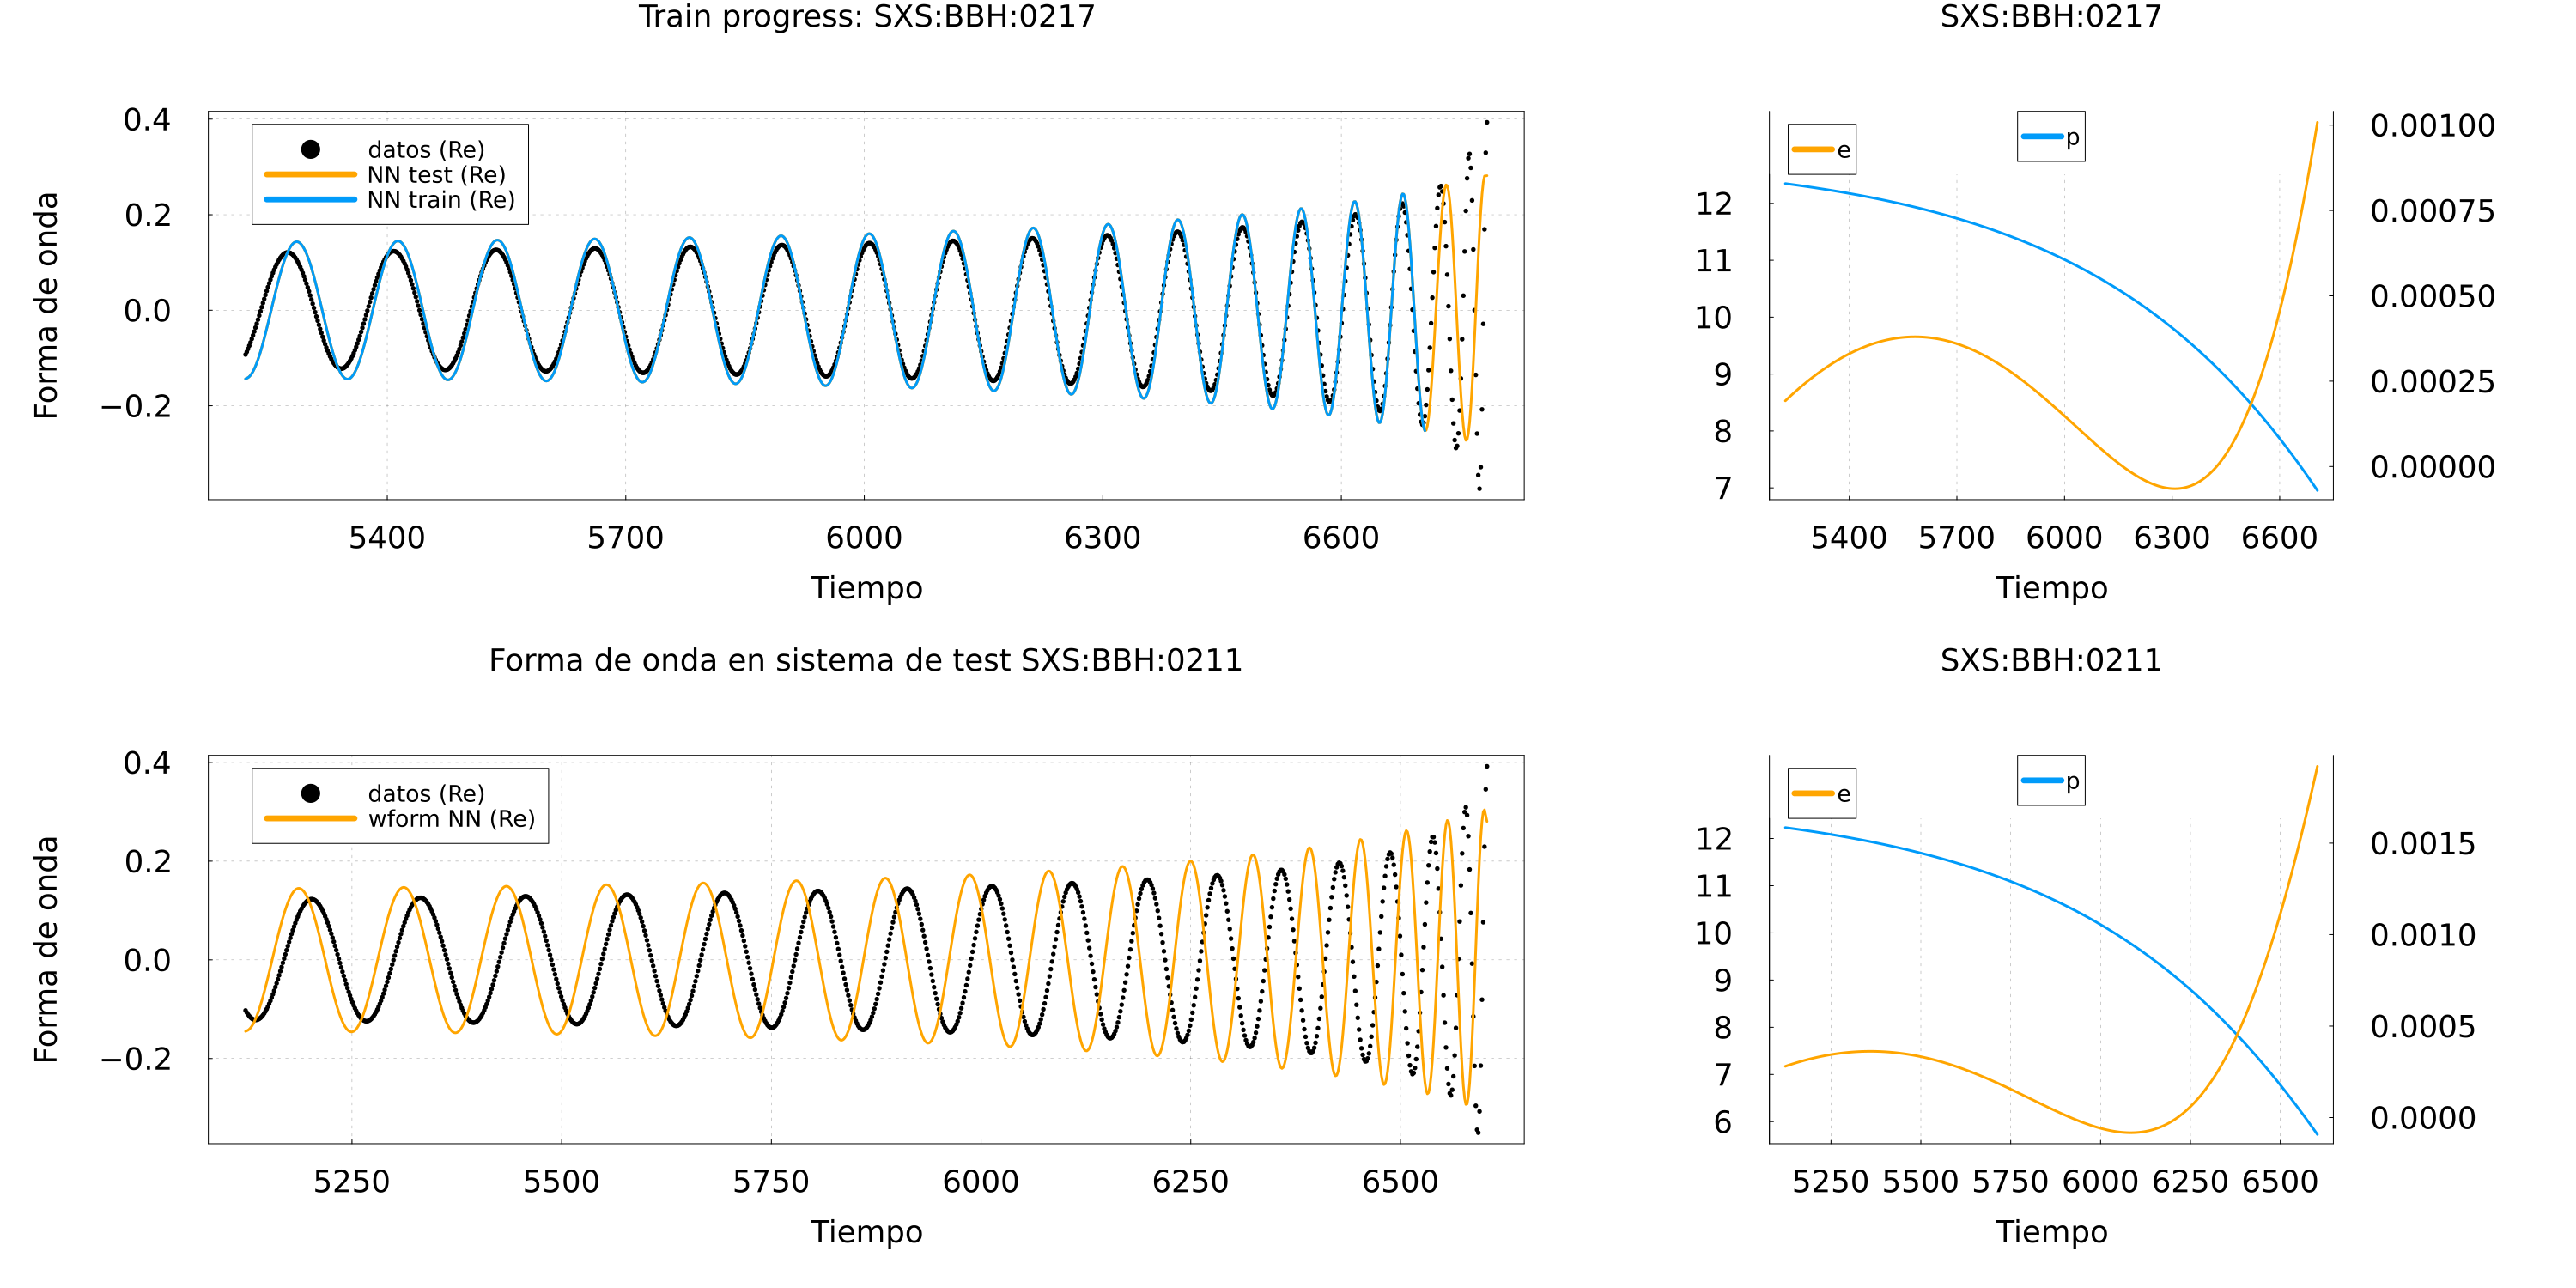 Train progress: SXS:BBH:0217
Forma de onda
0.4
0.2
0.0
−0.2
datos (Re)
NN test (Re)
NN train (Re)
5400 5700 6000 6300 6600
Tiempo
SXS:BBH:0217
e
p
12
11
10
9
8
7
0.00100
0.00075
0.00050
0.00025
0.00000
5400 5700 6000 6300 6600
Tiempo
Forma de onda en sistema de test SXS:BBH:0211
Forma de onda
0.4
0.2
0.0
−0.2
datos (Re)
wform NN (Re)
5250 5500 5750 6000 6250 6500
Tiempo
SXS:BBH:0211
e
p
12
11
10
9
8
7
6
0.0015
0.0010
0.0005
0.0000
5250 5500 5750 6000 6250 6500
Tiempo